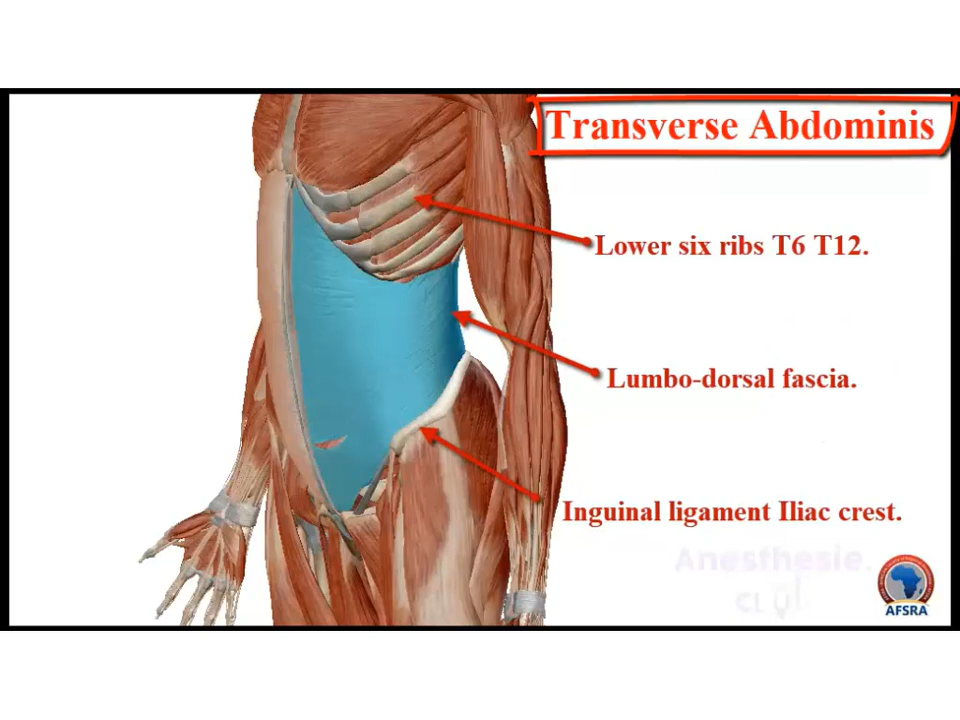 Transverse Abdominis
Lower six ribs T6 T12.
Lumbo-dorsal fascia.
Inguinal ligament Iliac crest.
Anesthesie.
AFSRA